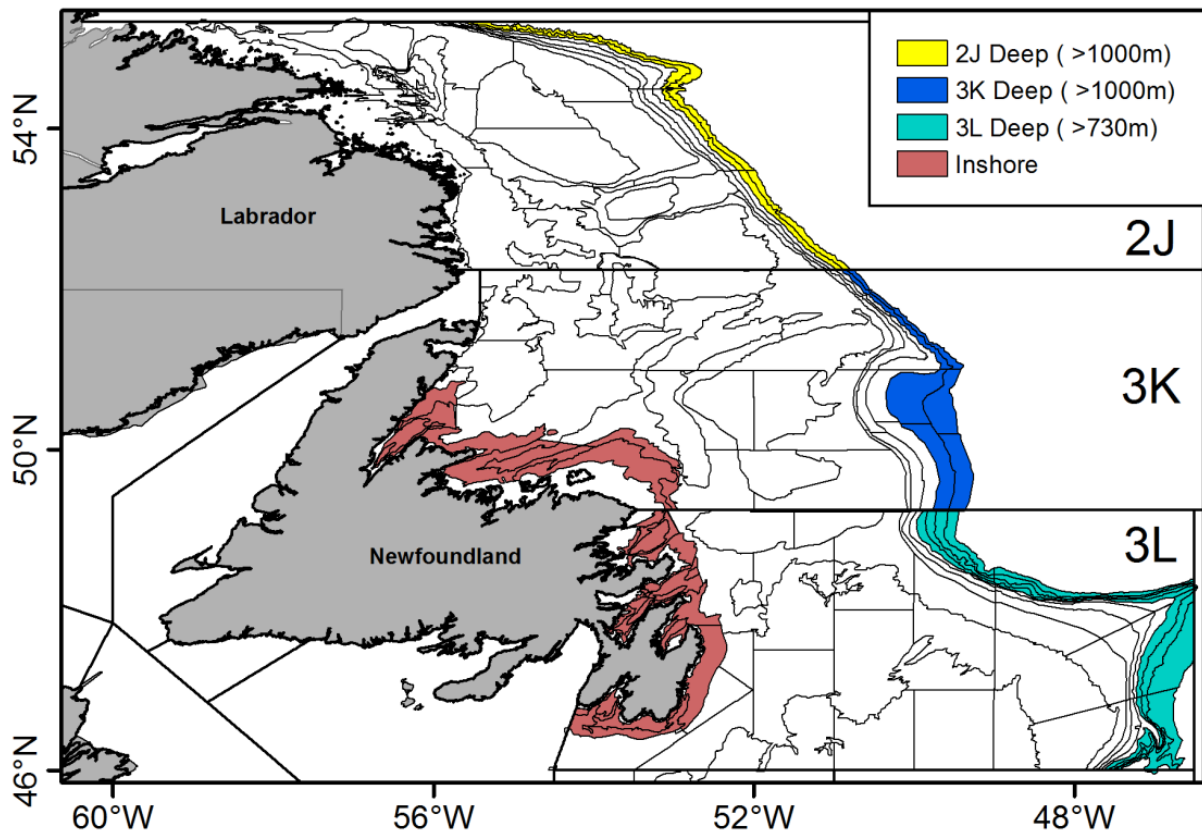 2J Deep ( >1000m)
3K Deep ( >1000m)
3L Deep ( >730m)
Inshore
54°N
Labrador
2J
3K
50°N
3L
Newfoundland
46°N
60°W 56°W 52°W 48°W